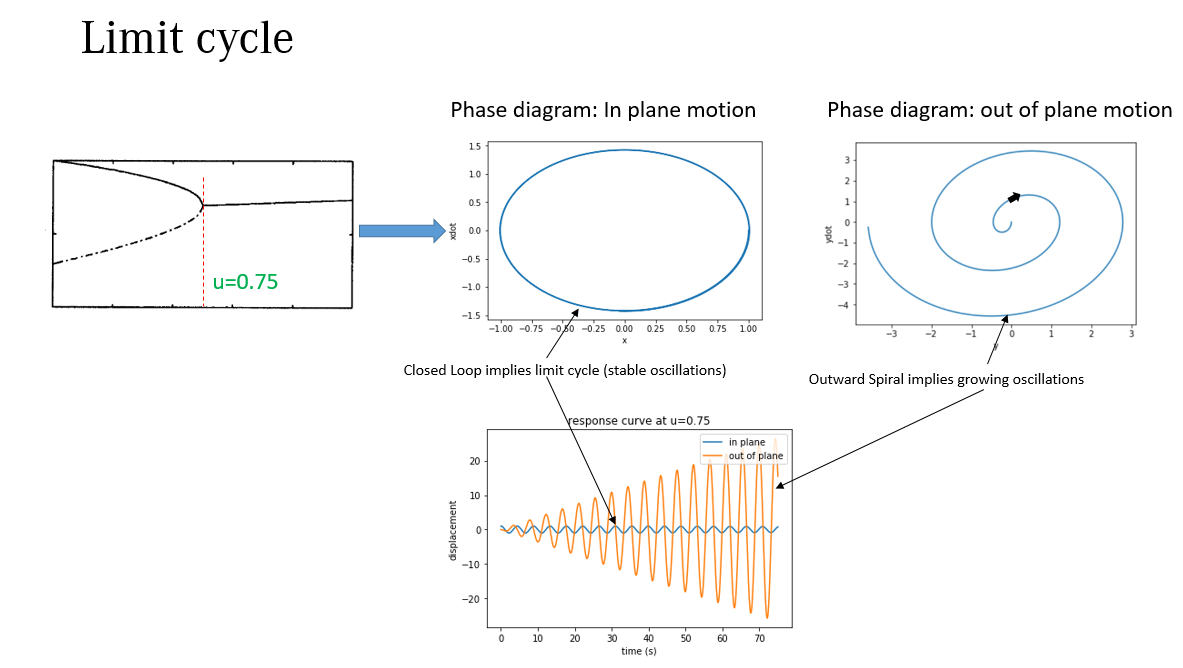 Limit cycle
Phase diagram: In plane motion
Phase diagram: out of plane motion
u=0.75
1.5
1.0
0.5
0.0
−0.5
−1.0
−1.5
xdot
−1.00 −0.75 −0.50 −0.25 0.00 0.25 0.50 0.75 1.00
x
3
2
1
0
−1
−2
−3
−4
ydot
−3 −2 −1 0 1 2 3
y
Closed Loop implies limit cycle (stable oscillations)
Outward Spiral implies growing oscillations
response curve at u=0.75
in plane
out of plane
20
10
0
−10
−20
displacement
0 10 20 30 40 50 60 70
time (s)